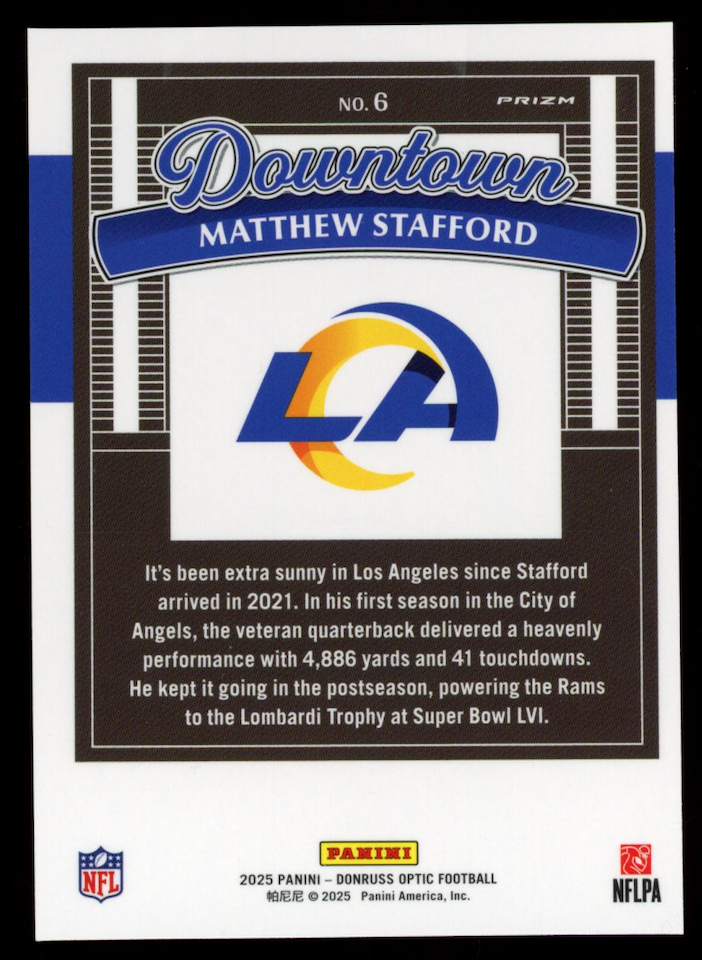 NO. 6
PRIZM
Downtown
MATTHEW STAFFORD
LA
It's been extra sunny in Los Angeles since Stafford
arrived in 2021. In his first season in the City of
Angels, the veteran quarterback delivered a heavenly
performance with 4,886 yards and 41 touchdowns.
He kept it going in the postseason, powering the Rams
to the Lombardi Trophy at Super Bowl LVI.
NFL
PANINI
2025 PANINI – DONRUSS OPTIC FOOTBALL
帕尼尼 © 2025 Panini America, Inc.
NFLPA